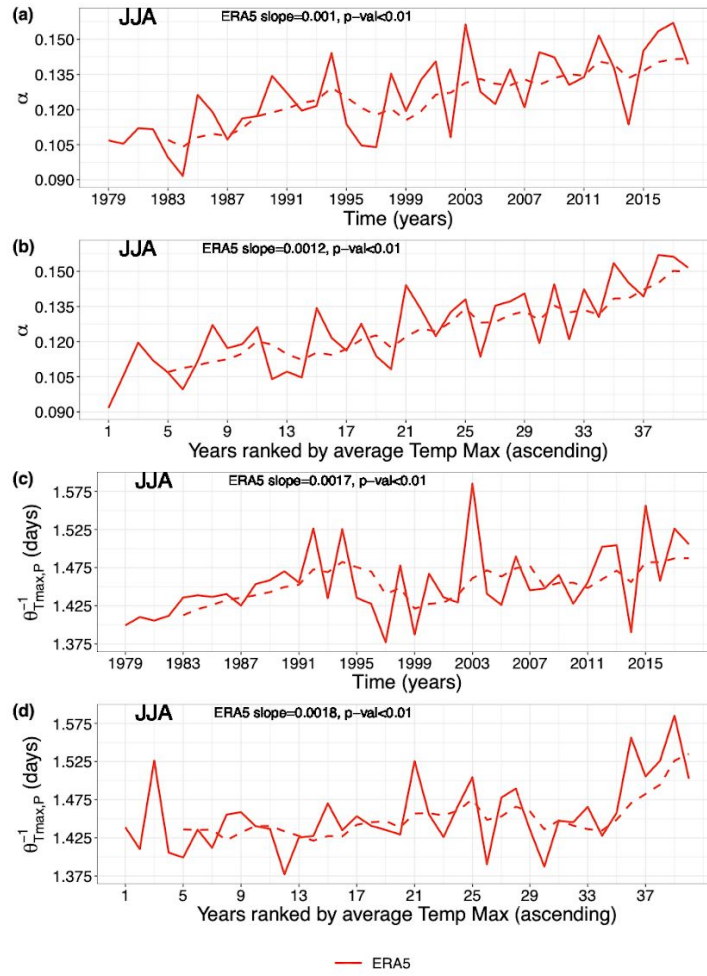 (a) JJA ERA5 slope=0.001, p-val<0.01
α
0.150
0.135
0.120
0.105
0.090
1979 1983 1987 1991 1995 1999 2003 2007 2011 2015
Time (years)
(b) JJA ERA5 slope=0.0012, p-val<0.01
α
0.150
0.135
0.120
0.105
0.090
1 5 9 13 17 21 25 29 33 37
Years ranked by average Temp Max (ascending)
(c) JJA ERA5 slope=0.0017, p-val<0.01
θ⁻¹Tmax,P (days)
1.575
1.525
1.475
1.425
1.375
1979 1983 1987 1991 1995 1999 2003 2007 2011 2015
Time (years)
(d) JJA ERA5 slope=0.0018, p-val<0.01
θ⁻¹Tmax,P (days)
1.575
1.525
1.475
1.425
1.375
1 5 9 13 17 21 25 29 33 37
Years ranked by average Temp Max (ascending)
ERA5